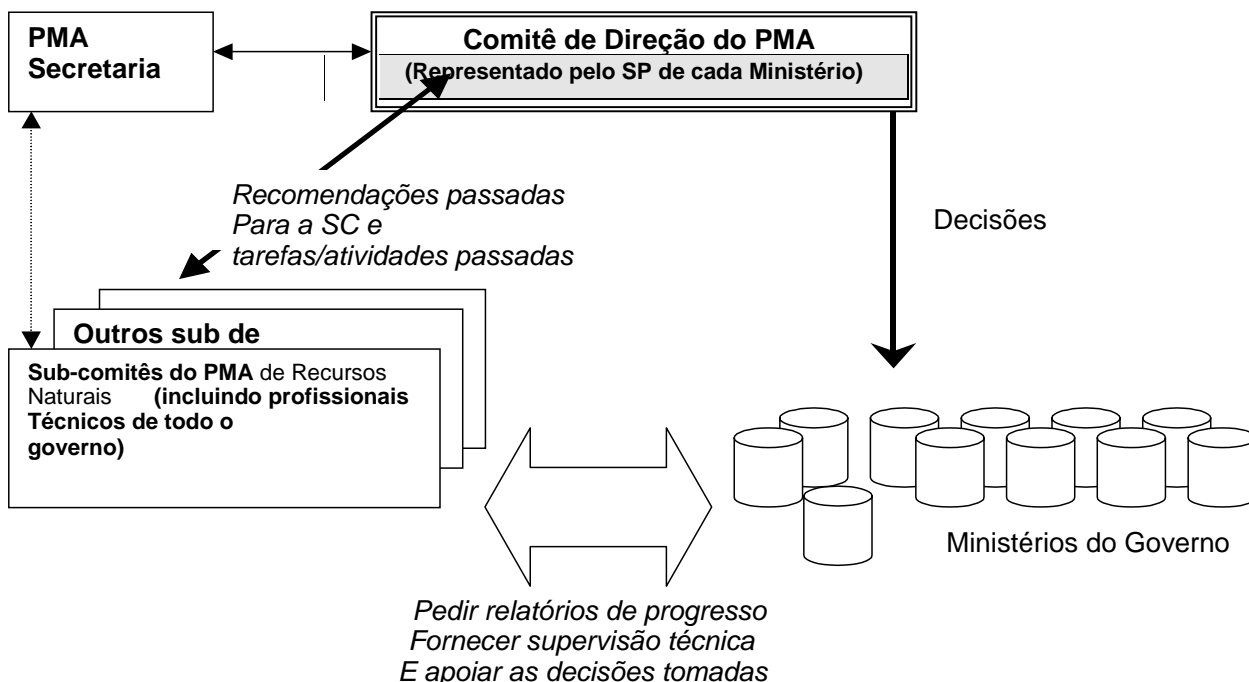 PMA
Secretaria
Comitê de Direção do PMA
(Representado pelo SP de cada Ministério)
Recomendações passadas
Para a SC e
tarefas/atividades passadas
Decisões
Outros sub de
Sub-comitês do PMA de Recursos
Naturais (incluindo profissionais
Técnicos de todo o
governo)
Ministérios do Governo
Pedir relatórios de progresso
Fornecer supervisão técnica
E apoiar as decisões tomadas